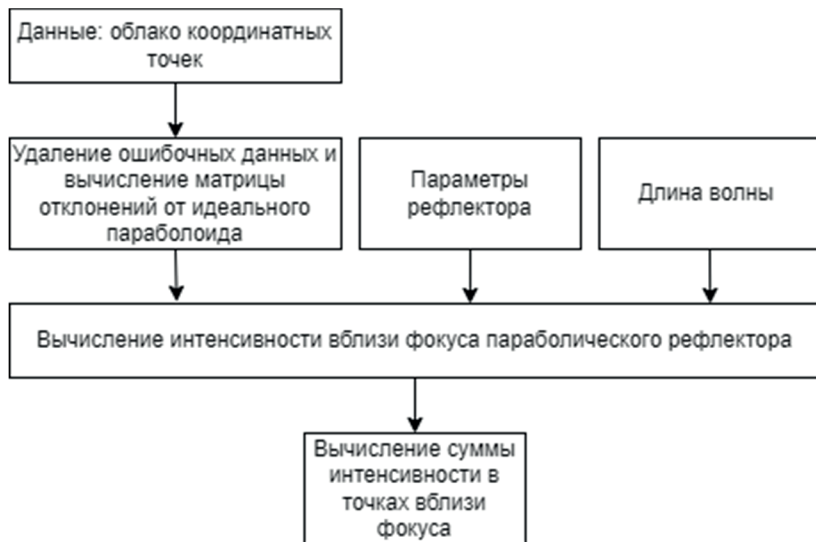 Данные: облако координатных
точек
Удаление ошибочных данных и
вычисление матрицы
отклонений от идеального
параболоида
Параметры
рефлектора
Длина волны
Вычисление интенсивности вблизи фокуса параболического рефлектора
Вычисление суммы
интенсивности в
точках вблизи
фокуса